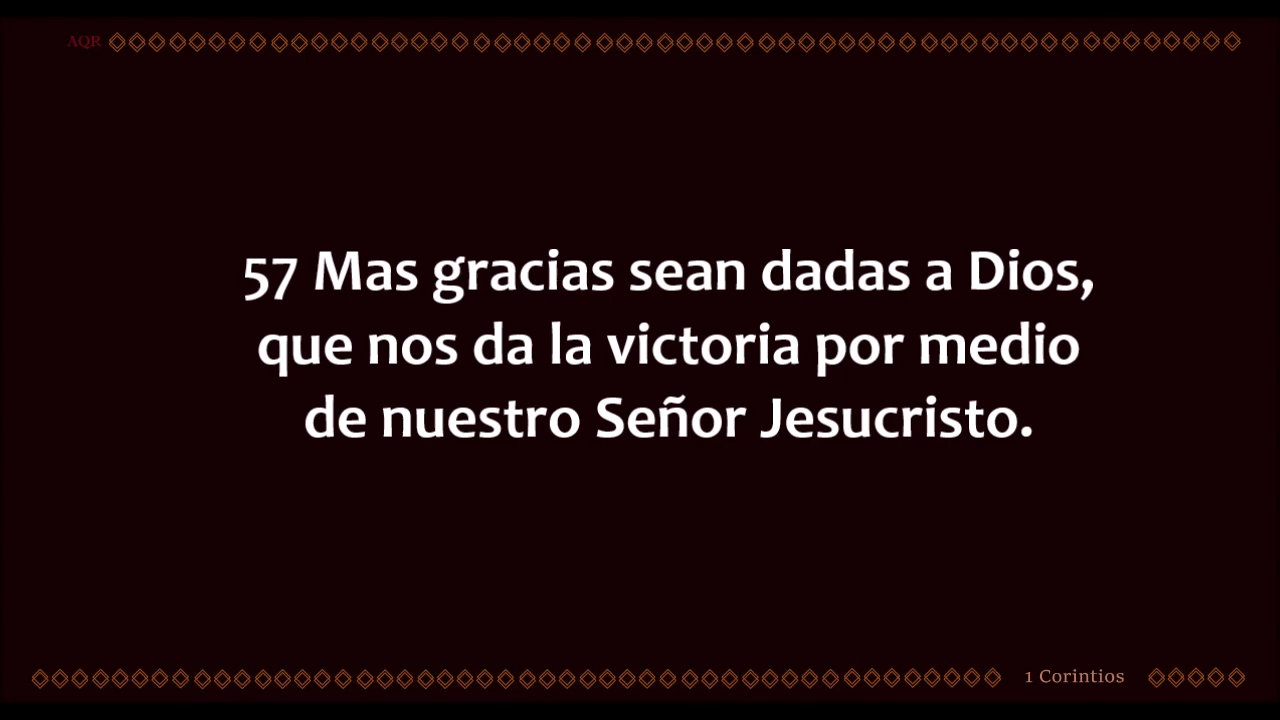 AQR
57 Mas gracias sean dadas a Dios,
que nos da la victoria por medio
de nuestro Señor Jesucristo.
1 Corintios